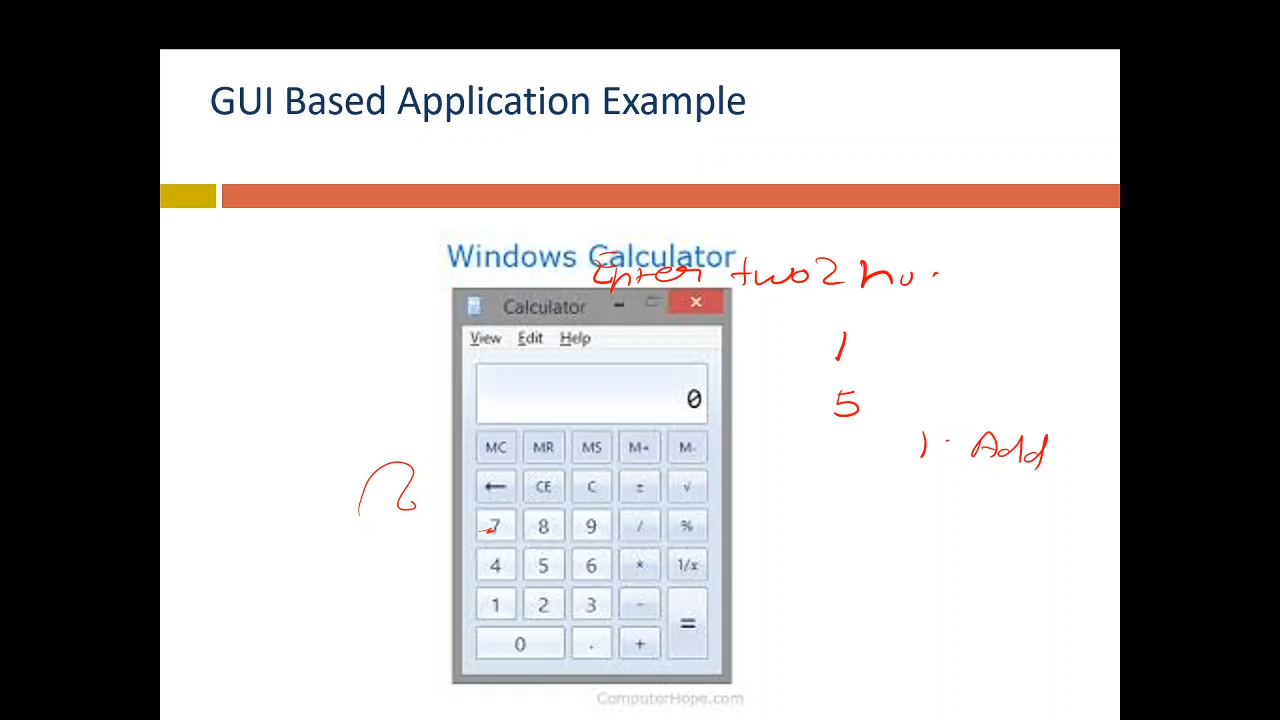 GUI Based Application Example
Windows Calculator
Enter two 2 no.
Calculator
View Edit Help
1
0
5
MC MR MS M+ M-
1. Add
← CE C ± √
7 8 9 / %
4 5 6 * 1/x
1 2 3 - =
0 . +
ComputerHope.com